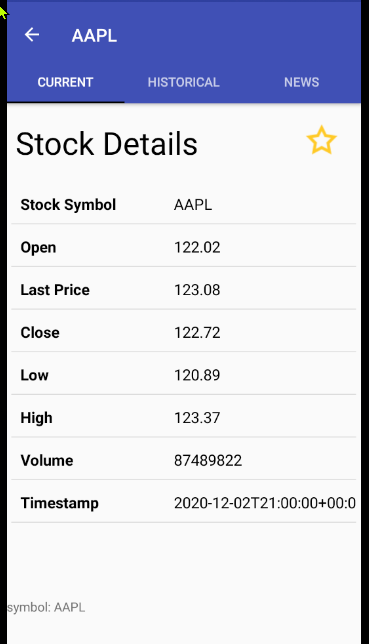 AAPL
CURRENT HISTORICAL NEWS
Stock Details
Stock Symbol AAPL
Open 122.02
Last Price 123.08
Close 122.72
Low 120.89
High 123.37
Volume 87489822
Timestamp 2020-12-02T21:00:00+00:0
symbol: AAPL